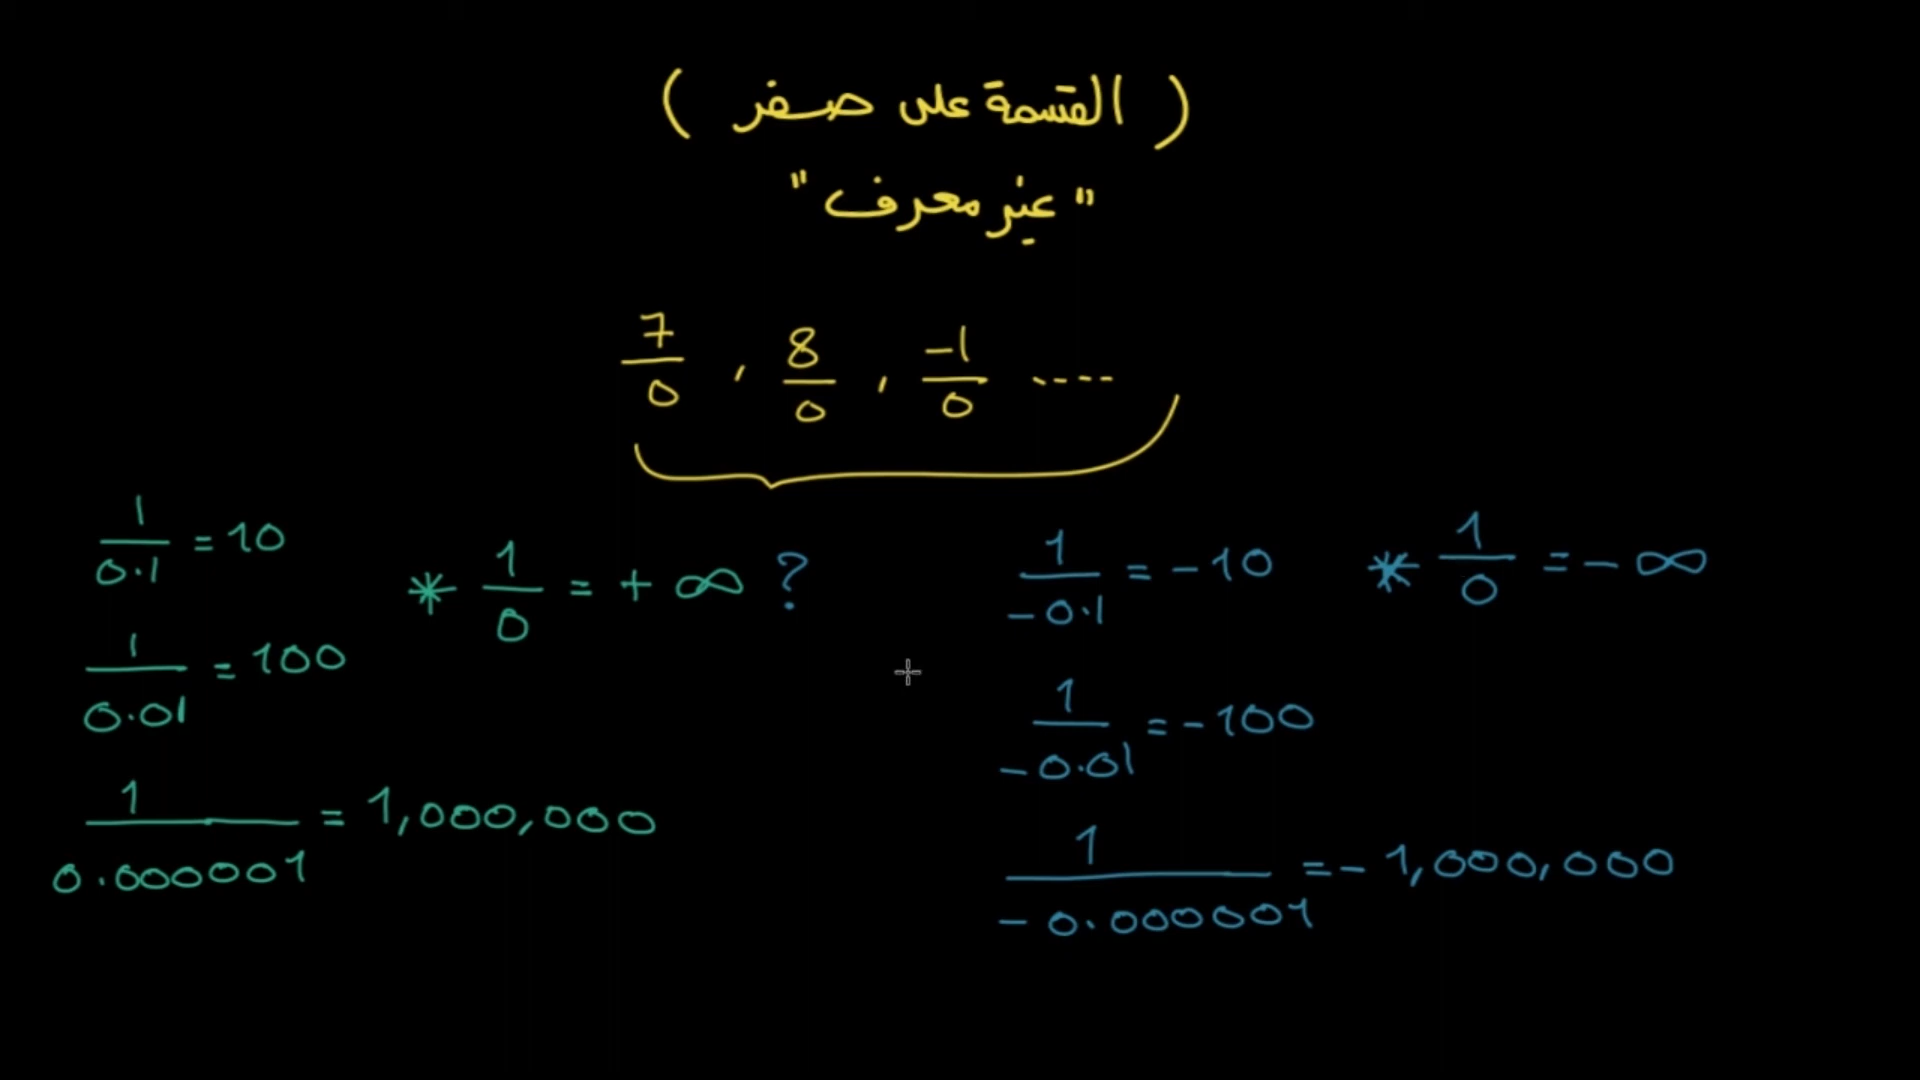 ( القسمة على صفر )
"غير معرف"
7/0 , 8/0 , -1/0 ....
1/0.1 = 10
* 1/0 = + ∞ ?
1/0.01 = 100
1/0.000001 = 1,000,000
1/-0.1 = -10
* 1/0 = - ∞
1/-0.01 = -100
1/-0.000001 = - 1,000,000